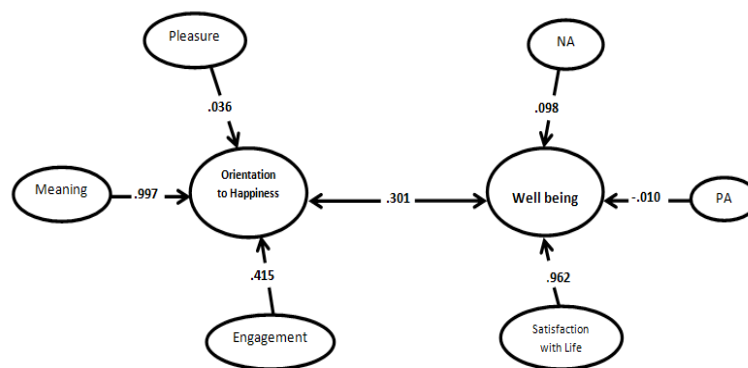 Pleasure
NA
.036
.098
Orientation
to Happiness
Meaning
.997
.301
Well being
-.010
PA
.415
.962
Engagement
Satisfaction
with Life